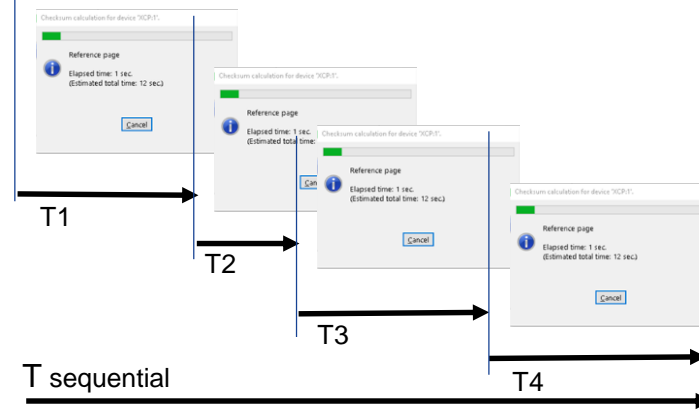 Checksum calculation for device 'XCP:1'.
Reference page
Elapsed time: 1 sec.
(Estimated total time: 12 sec.)
Cancel
Checksum calculation for device 'XCP:1'.
Reference page
Elapsed time: 1 sec.
(Estimated total time:
Can
Checksum calculation for device 'XCP:1'.
Reference page
Elapsed time: 1 sec.
(Estimated total time: 12 sec.)
Cancel
Checksum calculation for device 'XCP:1'.
Reference page
Elapsed time: 1 sec.
(Estimated total time: 12 sec.)
Cancel
T1
T2
T3
T4
T sequential